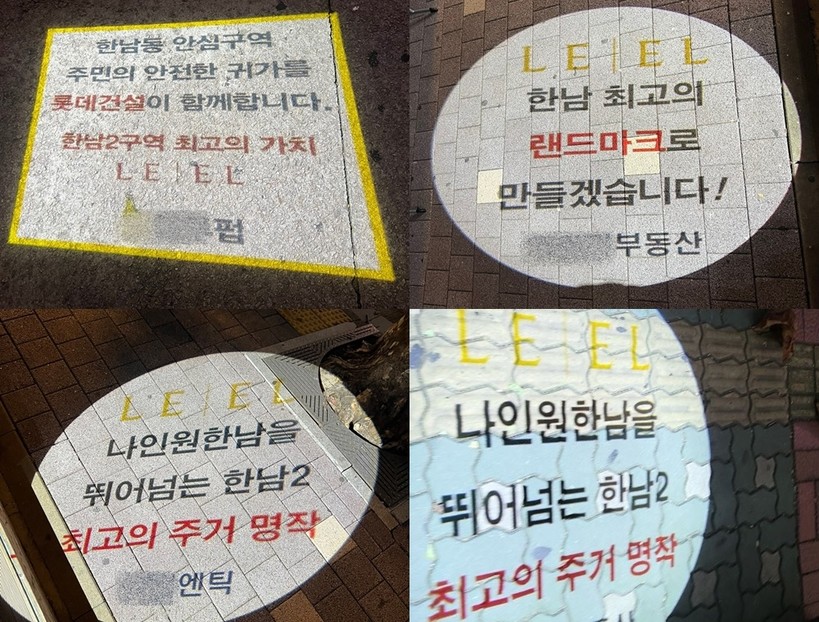 한남동 안심구역
주민의 안전한 귀가를
롯데건설이 함께합니다.
한남2구역 최고의 가치
LE|EL
펌
LE|EL
한남 최고의
랜드마크로
만들겠습니다!
부동산
LE|EL
나인원한남을
뛰어넘는 한남2
최고의 주거 명작
엔틱
LE|EL
나인원한남을
뛰어넘는 한남2
최고의 주거 명작